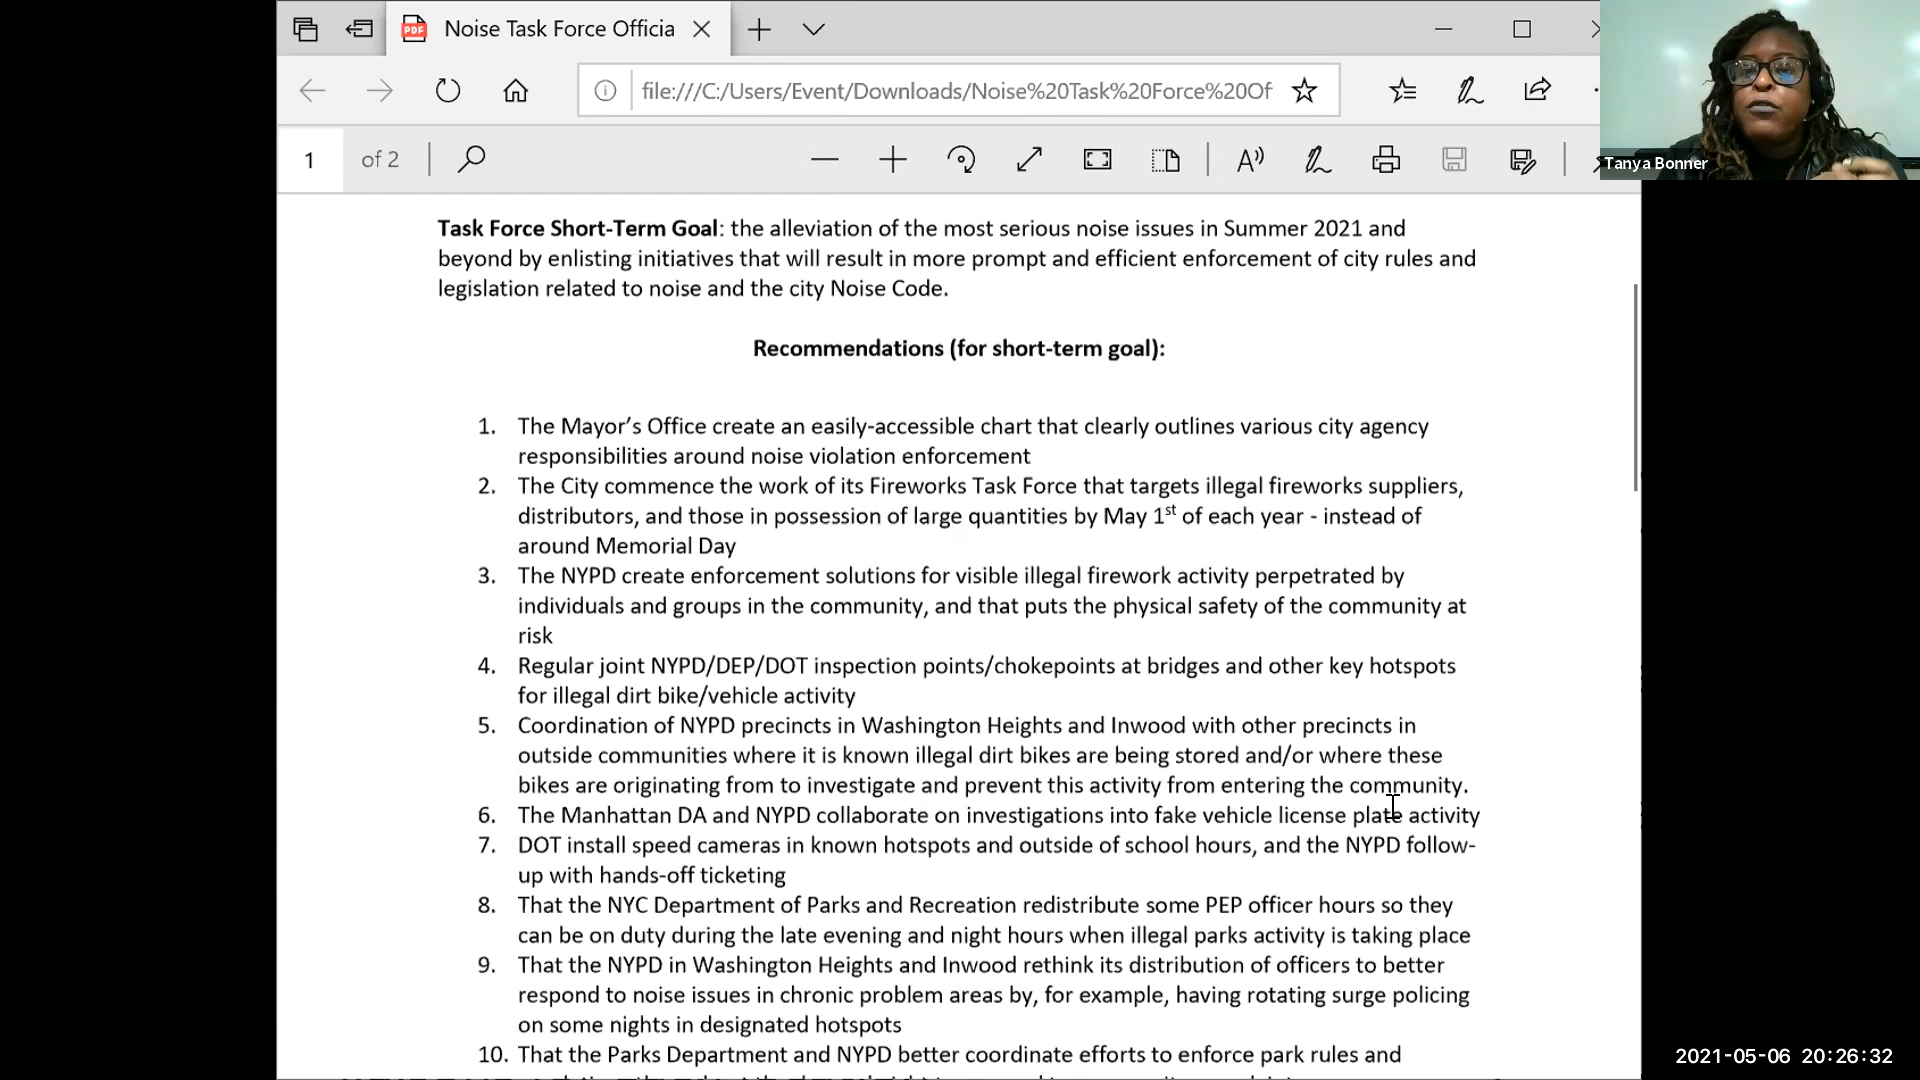 Noise Task Force Officia
file:///C:/Users/Event/Downloads/Noise%20Task%20Force%20Of
1 of 2
Tanya Bonner
Task Force Short-Term Goal: the alleviation of the most serious noise issues in Summer 2021 and
beyond by enlisting initiatives that will result in more prompt and efficient enforcement of city rules and
legislation related to noise and the city Noise Code.
Recommendations (for short-term goal):
1. The Mayor’s Office create an easily-accessible chart that clearly outlines various city agency
responsibilities around noise violation enforcement
2. The City commence the work of its Fireworks Task Force that targets illegal fireworks suppliers,
distributors, and those in possession of large quantities by May 1st of each year - instead of
around Memorial Day
3. The NYPD create enforcement solutions for visible illegal firework activity perpetrated by
individuals and groups in the community, and that puts the physical safety of the community at
risk
4. Regular joint NYPD/DEP/DOT inspection points/chokepoints at bridges and other key hotspots
for illegal dirt bike/vehicle activity
5. Coordination of NYPD precincts in Washington Heights and Inwood with other precincts in
outside communities where it is known illegal dirt bikes are being stored and/or where these
bikes are originating from to investigate and prevent this activity from entering the community.
6. The Manhattan DA and NYPD collaborate on investigations into fake vehicle license plate activity
7. DOT install speed cameras in known hotspots and outside of school hours, and the NYPD follow-
up with hands-off ticketing
8. That the NYC Department of Parks and Recreation redistribute some PEP officer hours so they
can be on duty during the late evening and night hours when illegal parks activity is taking place
9. That the NYPD in Washington Heights and Inwood rethink its distribution of officers to better
respond to noise issues in chronic problem areas by, for example, having rotating surge policing
on some nights in designated hotspots
10. That the Parks Department and NYPD better coordinate efforts to enforce park rules and
2021-05-06 20:26:32